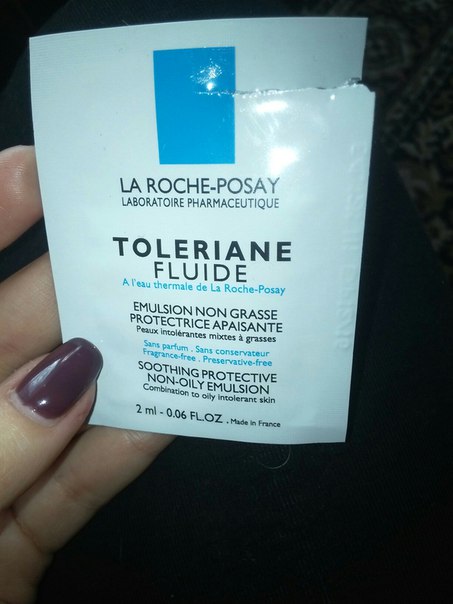 LA ROCHE-POSAY
LABORATOIRE PHARMACEUTIQUE
TOLERIANE
FLUIDE
A l'eau thermale de La Roche-Posay
EMULSION NON GRASSE
PROTECTRICE APAISANTE
Peaux intolérantes mixtes à grasses
Sans parfum . Sans conservateur
Fragrance-free . Preservative-free
SOOTHING PROTECTIVE
NON-OILY EMULSION
Combination to oily intolerant skin
2 ml - 0.06 FL.OZ . Made in France